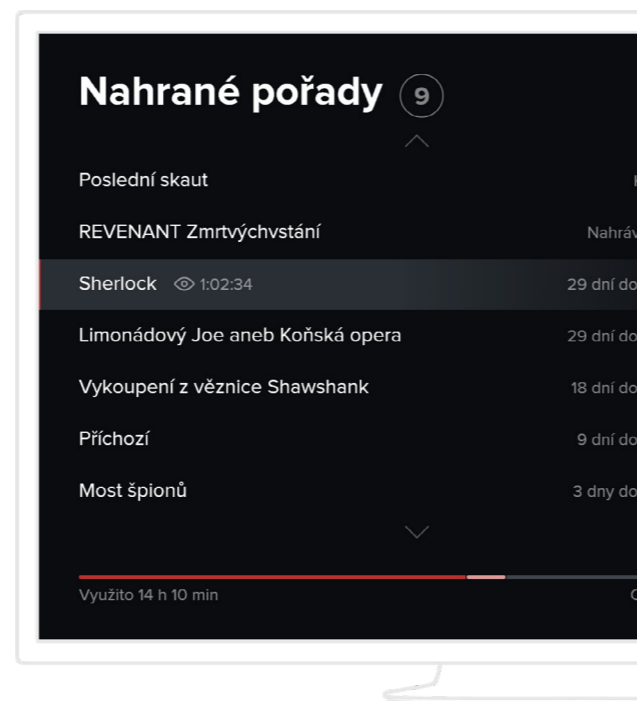 Nahrané pořady 9
Poslední skaut
REVENANT Zmrtvýchvstání
Sherlock 1:02:34 29 dní do
Limonádový Joe aneb Koňská opera 29 dní do
Vykoupení z věznice Shawshank 18 dní do
Příchozí 9 dní do
Most špionů 3 dny do
Využito 14 h 10 min